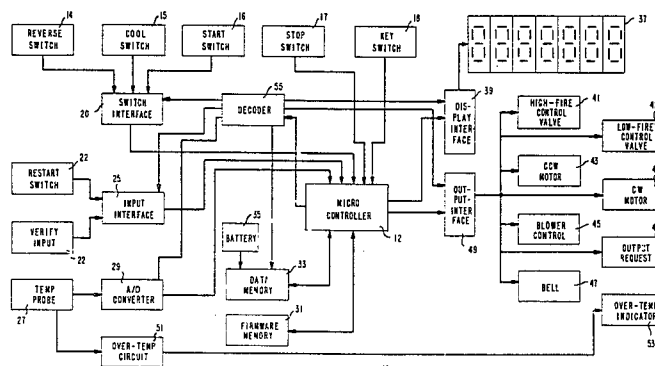 14
15
16
17
18
37
REVERSE
SWITCH
COOL
SWITCH
START
SWITCH
STOP
SWITCH
KEY
SWITCH
55
39
SWITCH
INTERFACE
20
DECODER
DIS-
PLAY
INTER-
FACE
HIGH-FIRE
CONTROL
VALVE
41
LOW-FIRE
CONTROL
VALVE
22
RESTART
SWITCH
25
INPUT
INTERFACE
CCW
MOTOR
43
CW
MOTOR
MICRO
CONTROLLER
12
OUT-
PUT-
INTER-
FACE
49
35
BATTERY
VERIFY
INPUT
22
BLOWER
CONTROL
45
OUTPUT
REQUEST
29
A/D
CONVERTER
33
DATA
MEMORY
BELL
47
TEMP
PROBE
27
31
FIRMWARE
MEMORY
OVER-TEMP
INDICATOR
53
51
OVER-TEMP
CIRCUIT